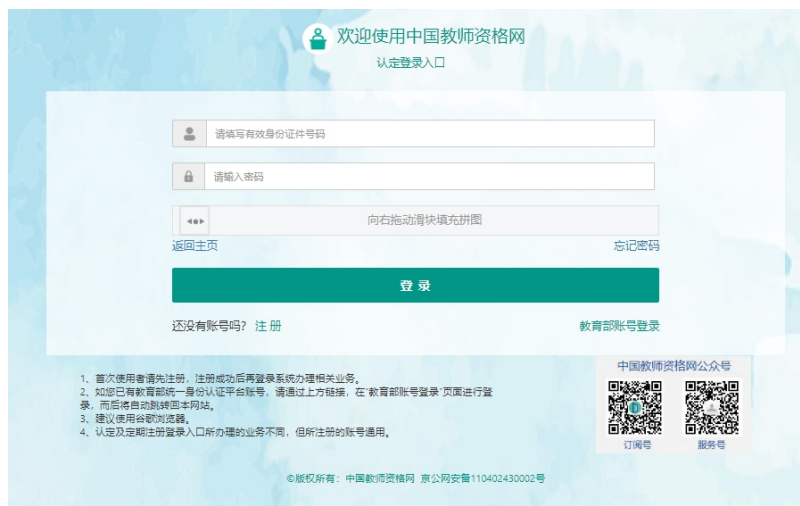 欢迎使用中国教师资格网
认定登录入口
请填写有效身份证件号码
请输入密码
向右拖动滑块填充拼图
返回主页 忘记密码
登 录
还没有账号吗？ 注 册 教育部账号登录
中国教师资格网公众号
1、首次使用者请先注册，注册成功后再登录系统办理相关业务。
2、如您已有教育部统一身份认证平台账号，请通过上方链接，在“教育部账号登录”页面进行登
录，而后将自动跳转回本网站。
3、建议使用谷歌浏览器。
4、认定及定期注册登录入口所办理的业务不同，但所注册的账号通用。
订阅号 服务号
©版权所有：中国教师资格网 京公网安备110402430002号